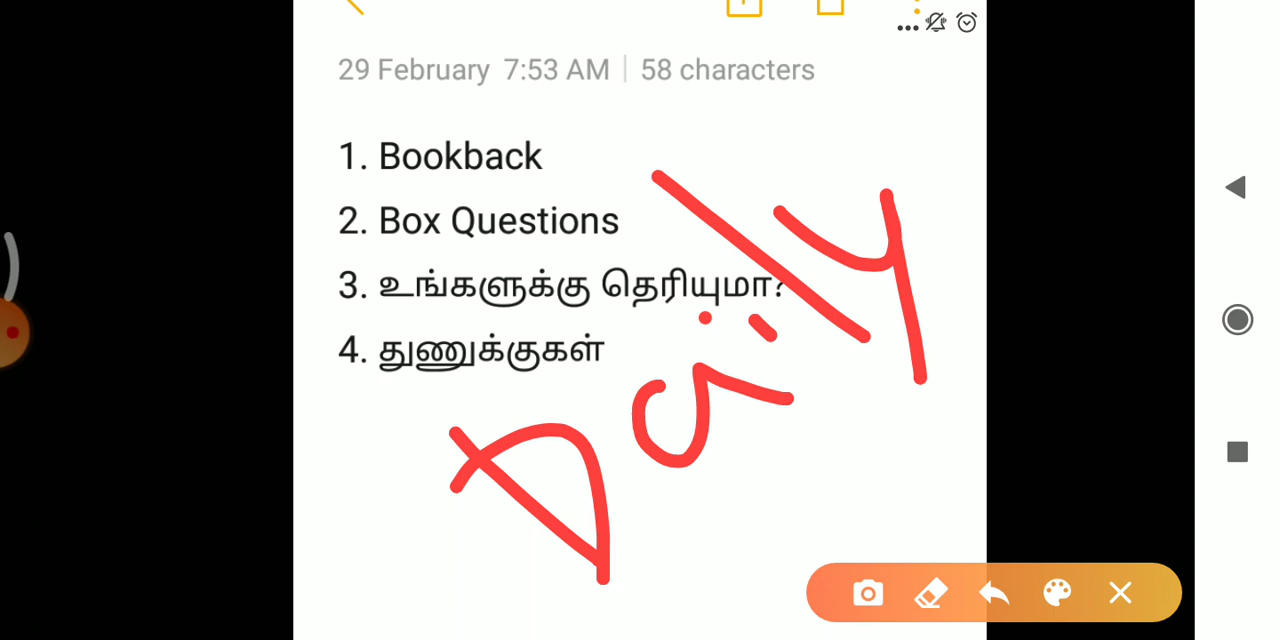 29 February 7:53 AM | 58 characters
1. Bookback
2. Box Questions
3. உங்களுக்கு தெரியுமா?
4. துணுக்குகள்
Daily